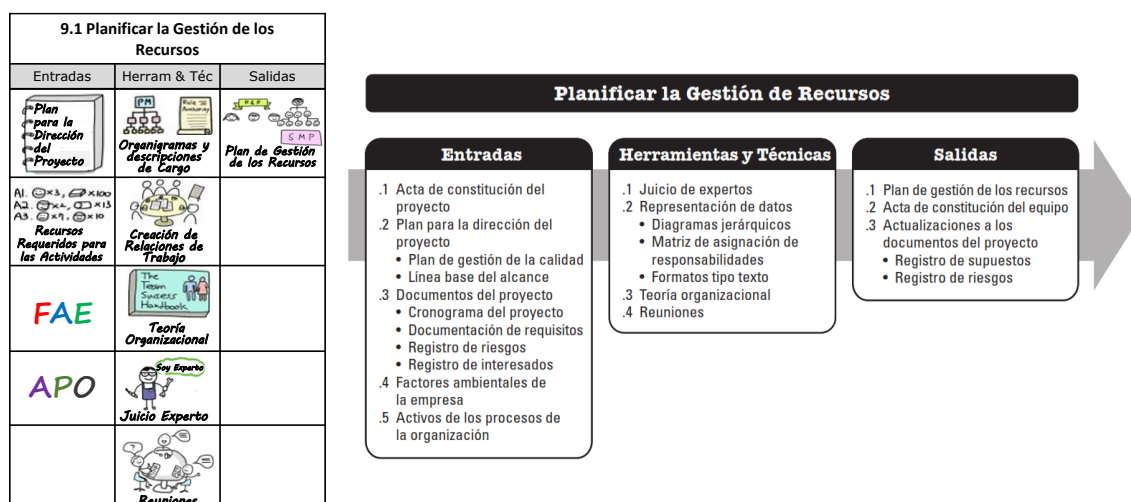 9.1 Planificar la Gestión de los
Recursos
Entradas
Herram & Téc
Salidas
Plan
para la
Dirección
del
Proyecto
PM
Role
Authority
Organigramas y
descripciones
de Cargo
SMP
Plan de Gestión
de los Recursos
A1. x3, x100
A2. x2, x13
A3. x7, x10
Recursos
Requeridos para
las Actividades
Creación de
Relaciones de
Trabajo
FAE
The
Team
Success
Handbook
Teoría
Organizacional
APO
Soy Experto
Juicio Experto
Reuniones
Planificar la Gestión de Recursos
Entradas
.1 Acta de constitución del
proyecto
.2 Plan para la dirección del
proyecto
• Plan de gestión de la calidad
• Línea base del alcance
.3 Documentos del proyecto
• Cronograma del proyecto
• Documentación de requisitos
• Registro de riesgos
• Registro de interesados
.4 Factores ambientales de
la empresa
.5 Activos de los procesos de
la organización
Herramientas y Técnicas
.1 Juicio de expertos
.2 Representación de datos
• Diagramas jerárquicos
• Matriz de asignación de
responsabilidades
• Formatos tipo texto
.3 Teoría organizacional
.4 Reuniones
Salidas
.1 Plan de gestión de los recursos
.2 Acta de constitución del equipo
.3 Actualizaciones a los
documentos del proyecto
• Registro de supuestos
• Registro de riesgos